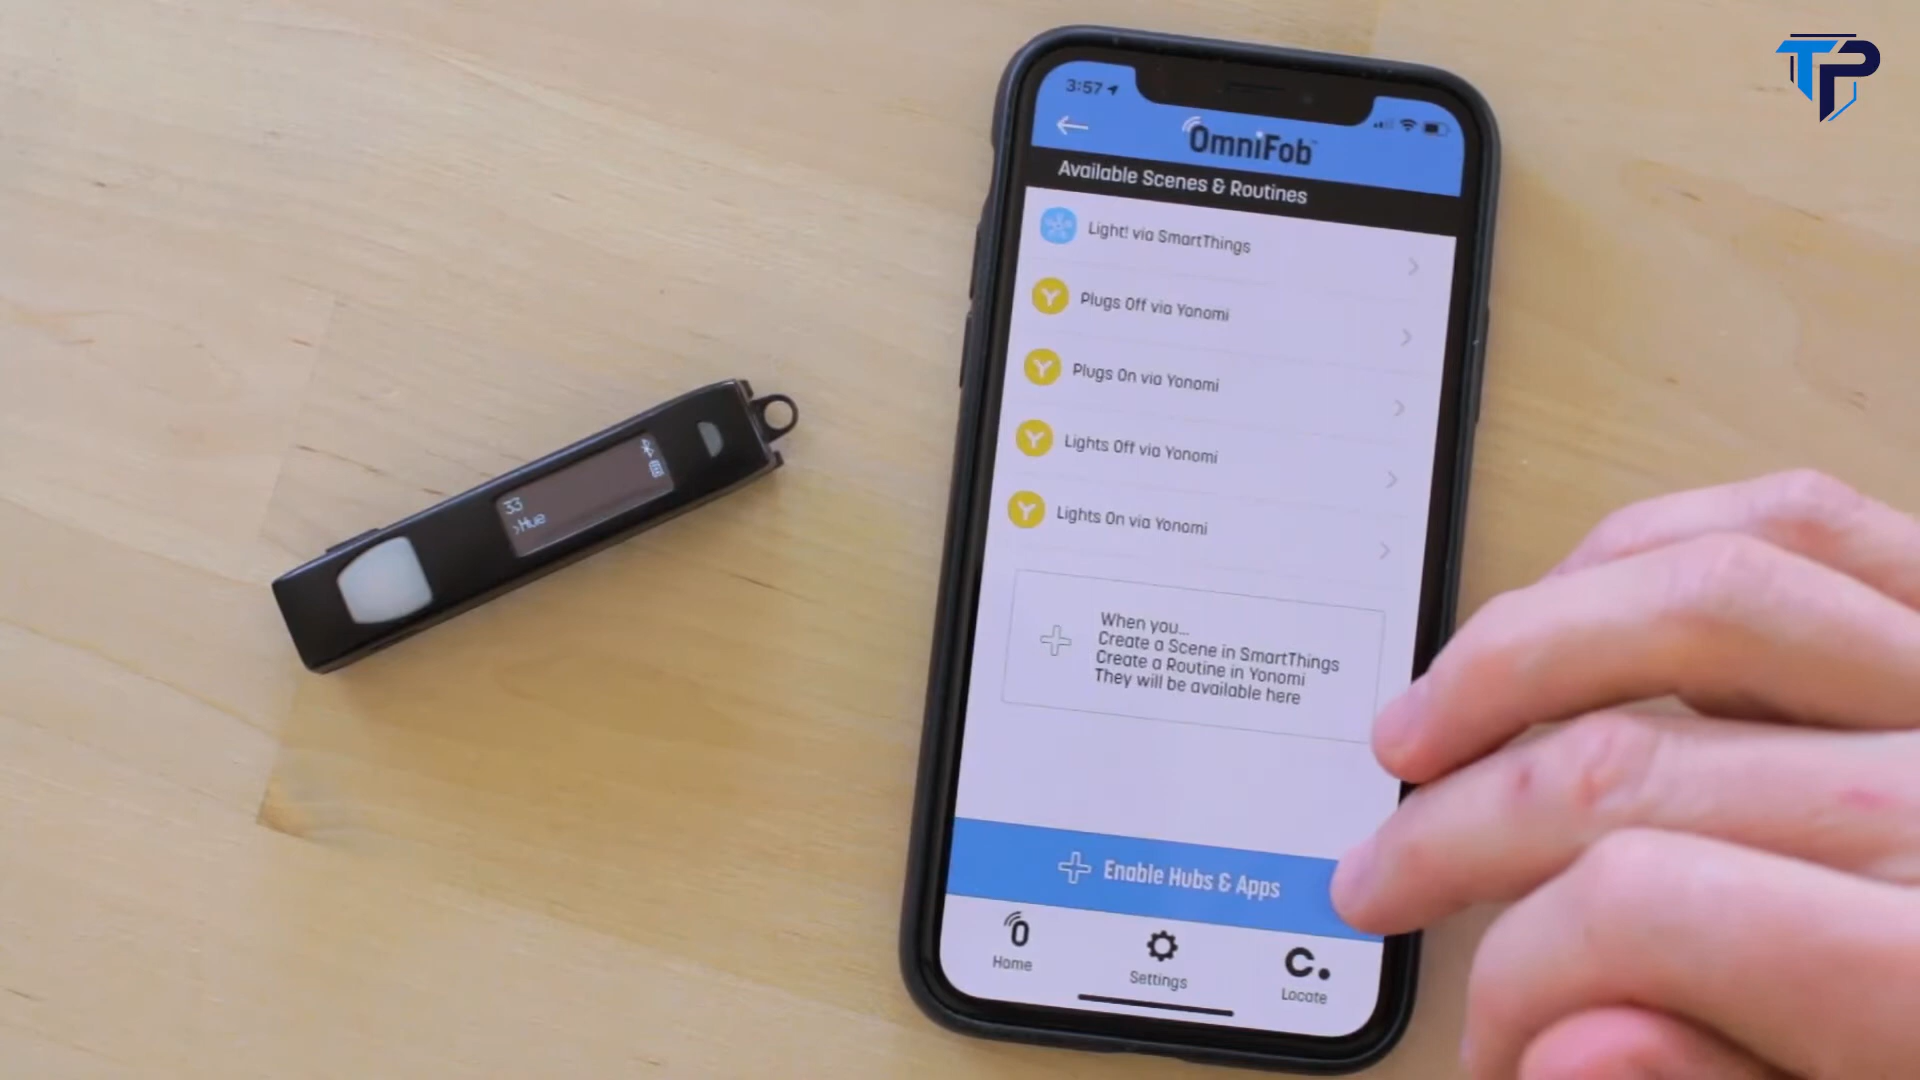 TP
3:57
OmniFob™
Available Scenes & Routines
Light! via SmartThings
Plugs Off via Yonomi
Plugs On via Yonomi
Lights Off via Yonomi
Lights On via Yonomi
When you...
Create a Scene in SmartThings
Create a Routine in Yonomi
They will be available here
Enable Hubs & Apps
Home
Settings
Locate
33
>Hue